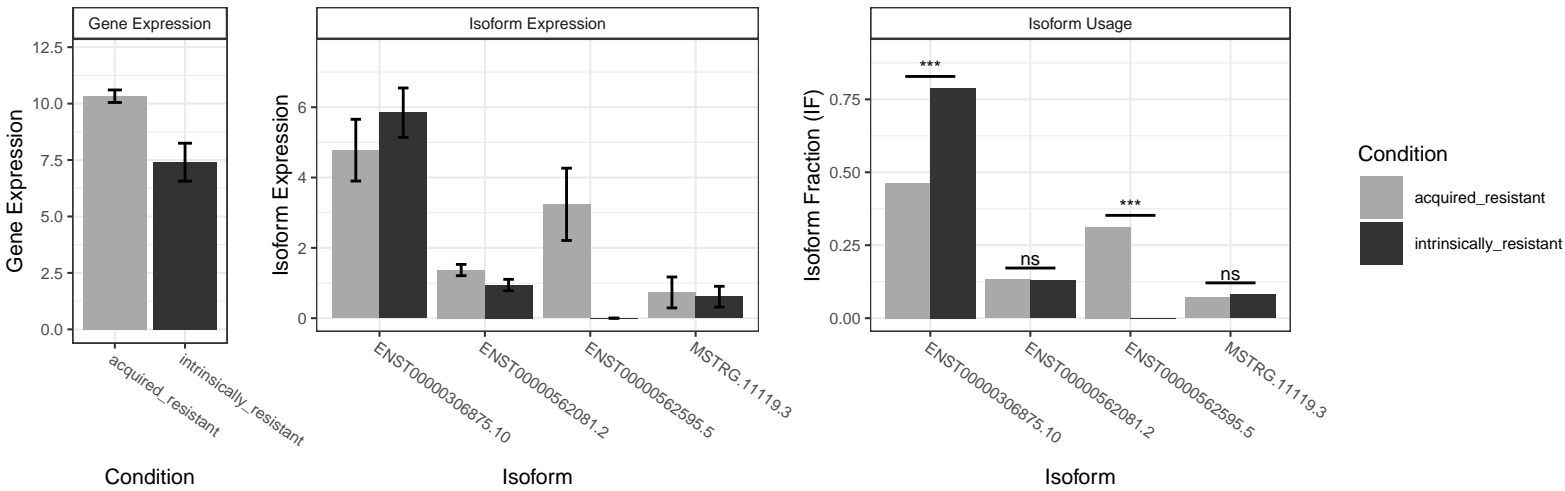 Gene Expression
Gene Expression
12.5
10.0
7.5
5.0
2.5
0.0
acquired_resistant
intrinsically_resistant
Condition
Isoform Expression
Isoform Expression
6
4
2
0
ENST00000306875.10
ENST00000562081.2
ENST00000562595.5
MSTRG.11119.3
Isoform
Isoform Usage
Isoform Fraction (IF)
0.75
0.50
0.25
0.00
***
ns
***
ns
ENST00000306875.10
ENST00000562081.2
ENST00000562595.5
MSTRG.11119.3
Isoform
Condition
acquired_resistant
intrinsically_resistant